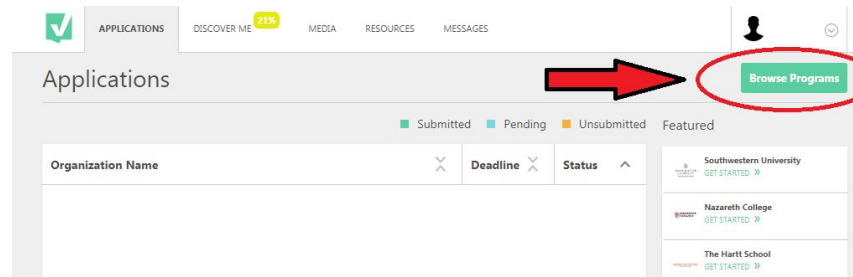 APPLICATIONS DISCOVER ME 21% MEDIA RESOURCES MESSAGES
Applications
Browse Programs
Submitted Pending Unsubmitted
Featured
Organization Name Deadline Status
Southwestern University
GET STARTED »
Nazareth College
GET STARTED »
The Hartt School
GET STARTED »